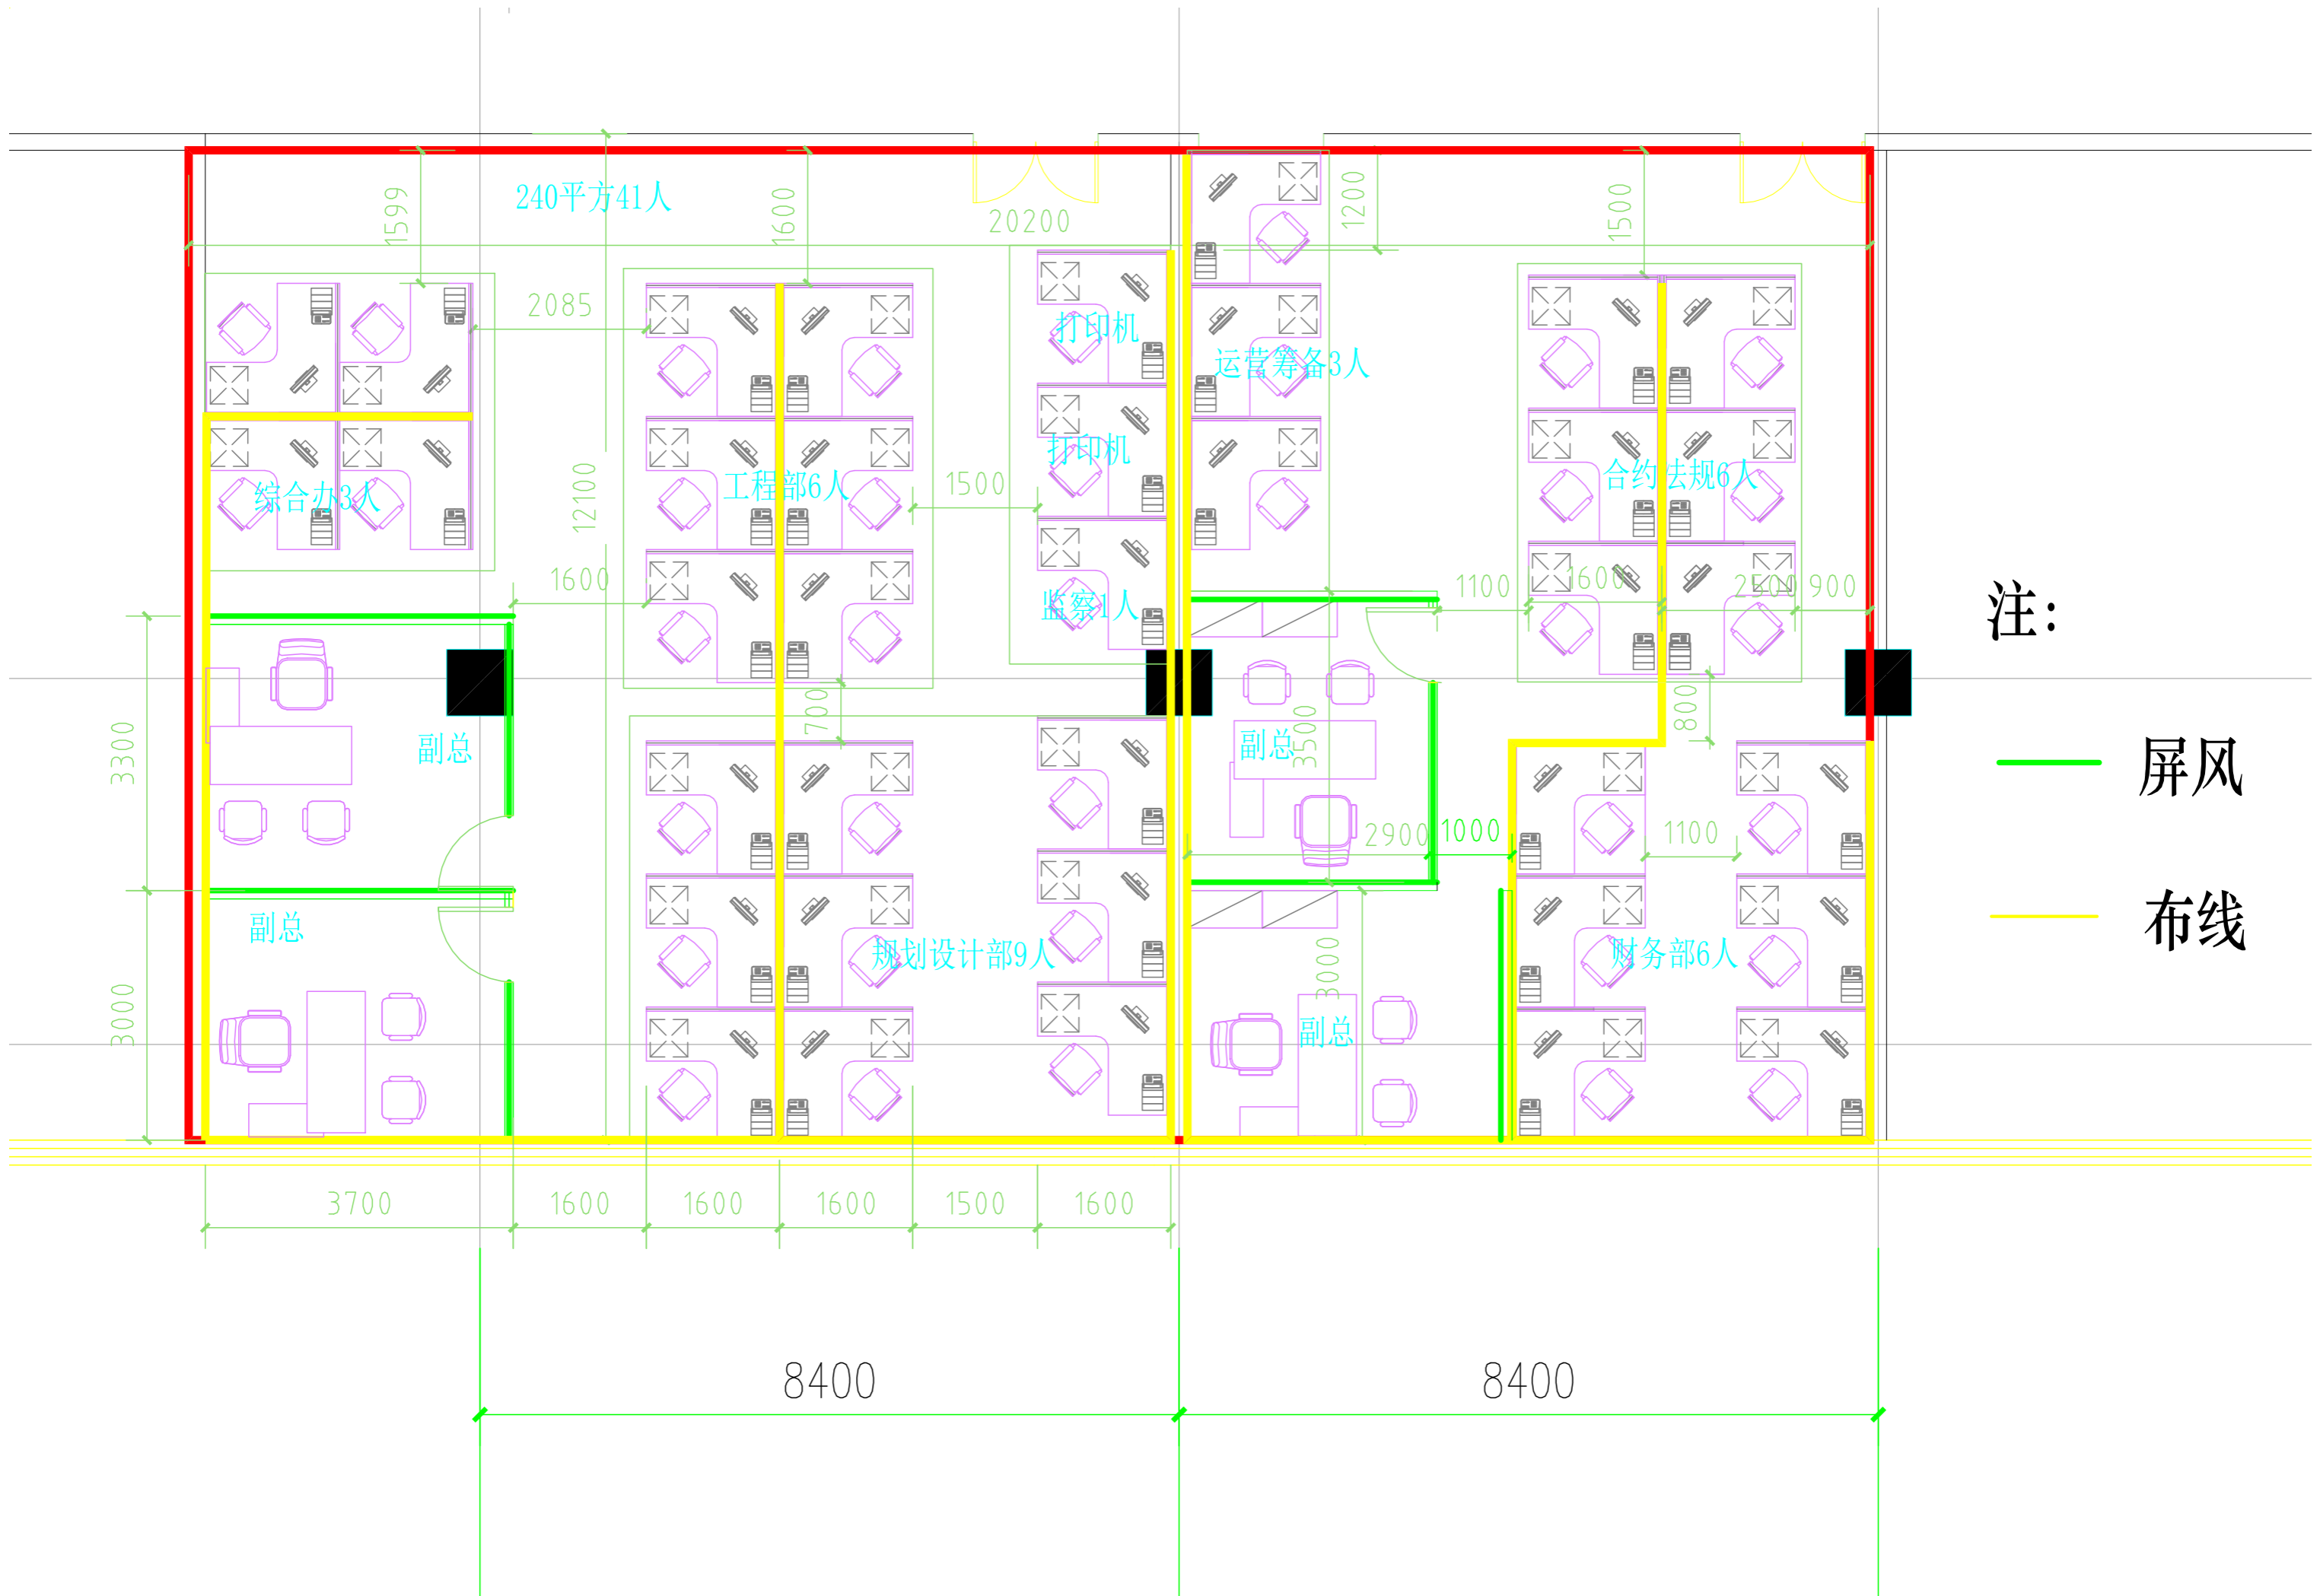 240平方41人
1599
1600
20200
1200
1500
2085
打印机
运营筹备3人
打印机
工程部6人
合约法规6人
综合办3人
12100
1500
1600
监察1人
1100
1600
2500
900
注:
700
800
3300
副总
副总
3500
屏风
2900
1000
1100
副总
规划设计部9人
财务部6人
布线
3000
3000
副总
3700
1600
1600
1600
1500
1600
8400
8400